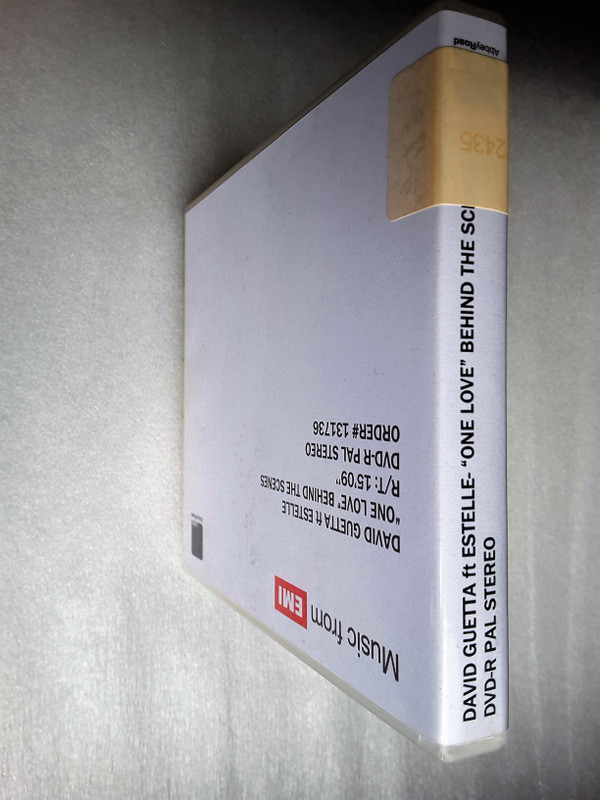 Music from EMI
DAVID GUETTA ft ESTELLE
"ONE LOVE" BEHIND THE SCENES
R/T: 15'09"
DVD-R PAL STEREO
ORDER# 131736
DAVID GUETTA ft ESTELLE- "ONE LOVE" BEHIND THE SC
DVD-R PAL STEREO
2435
AbbeyRoad